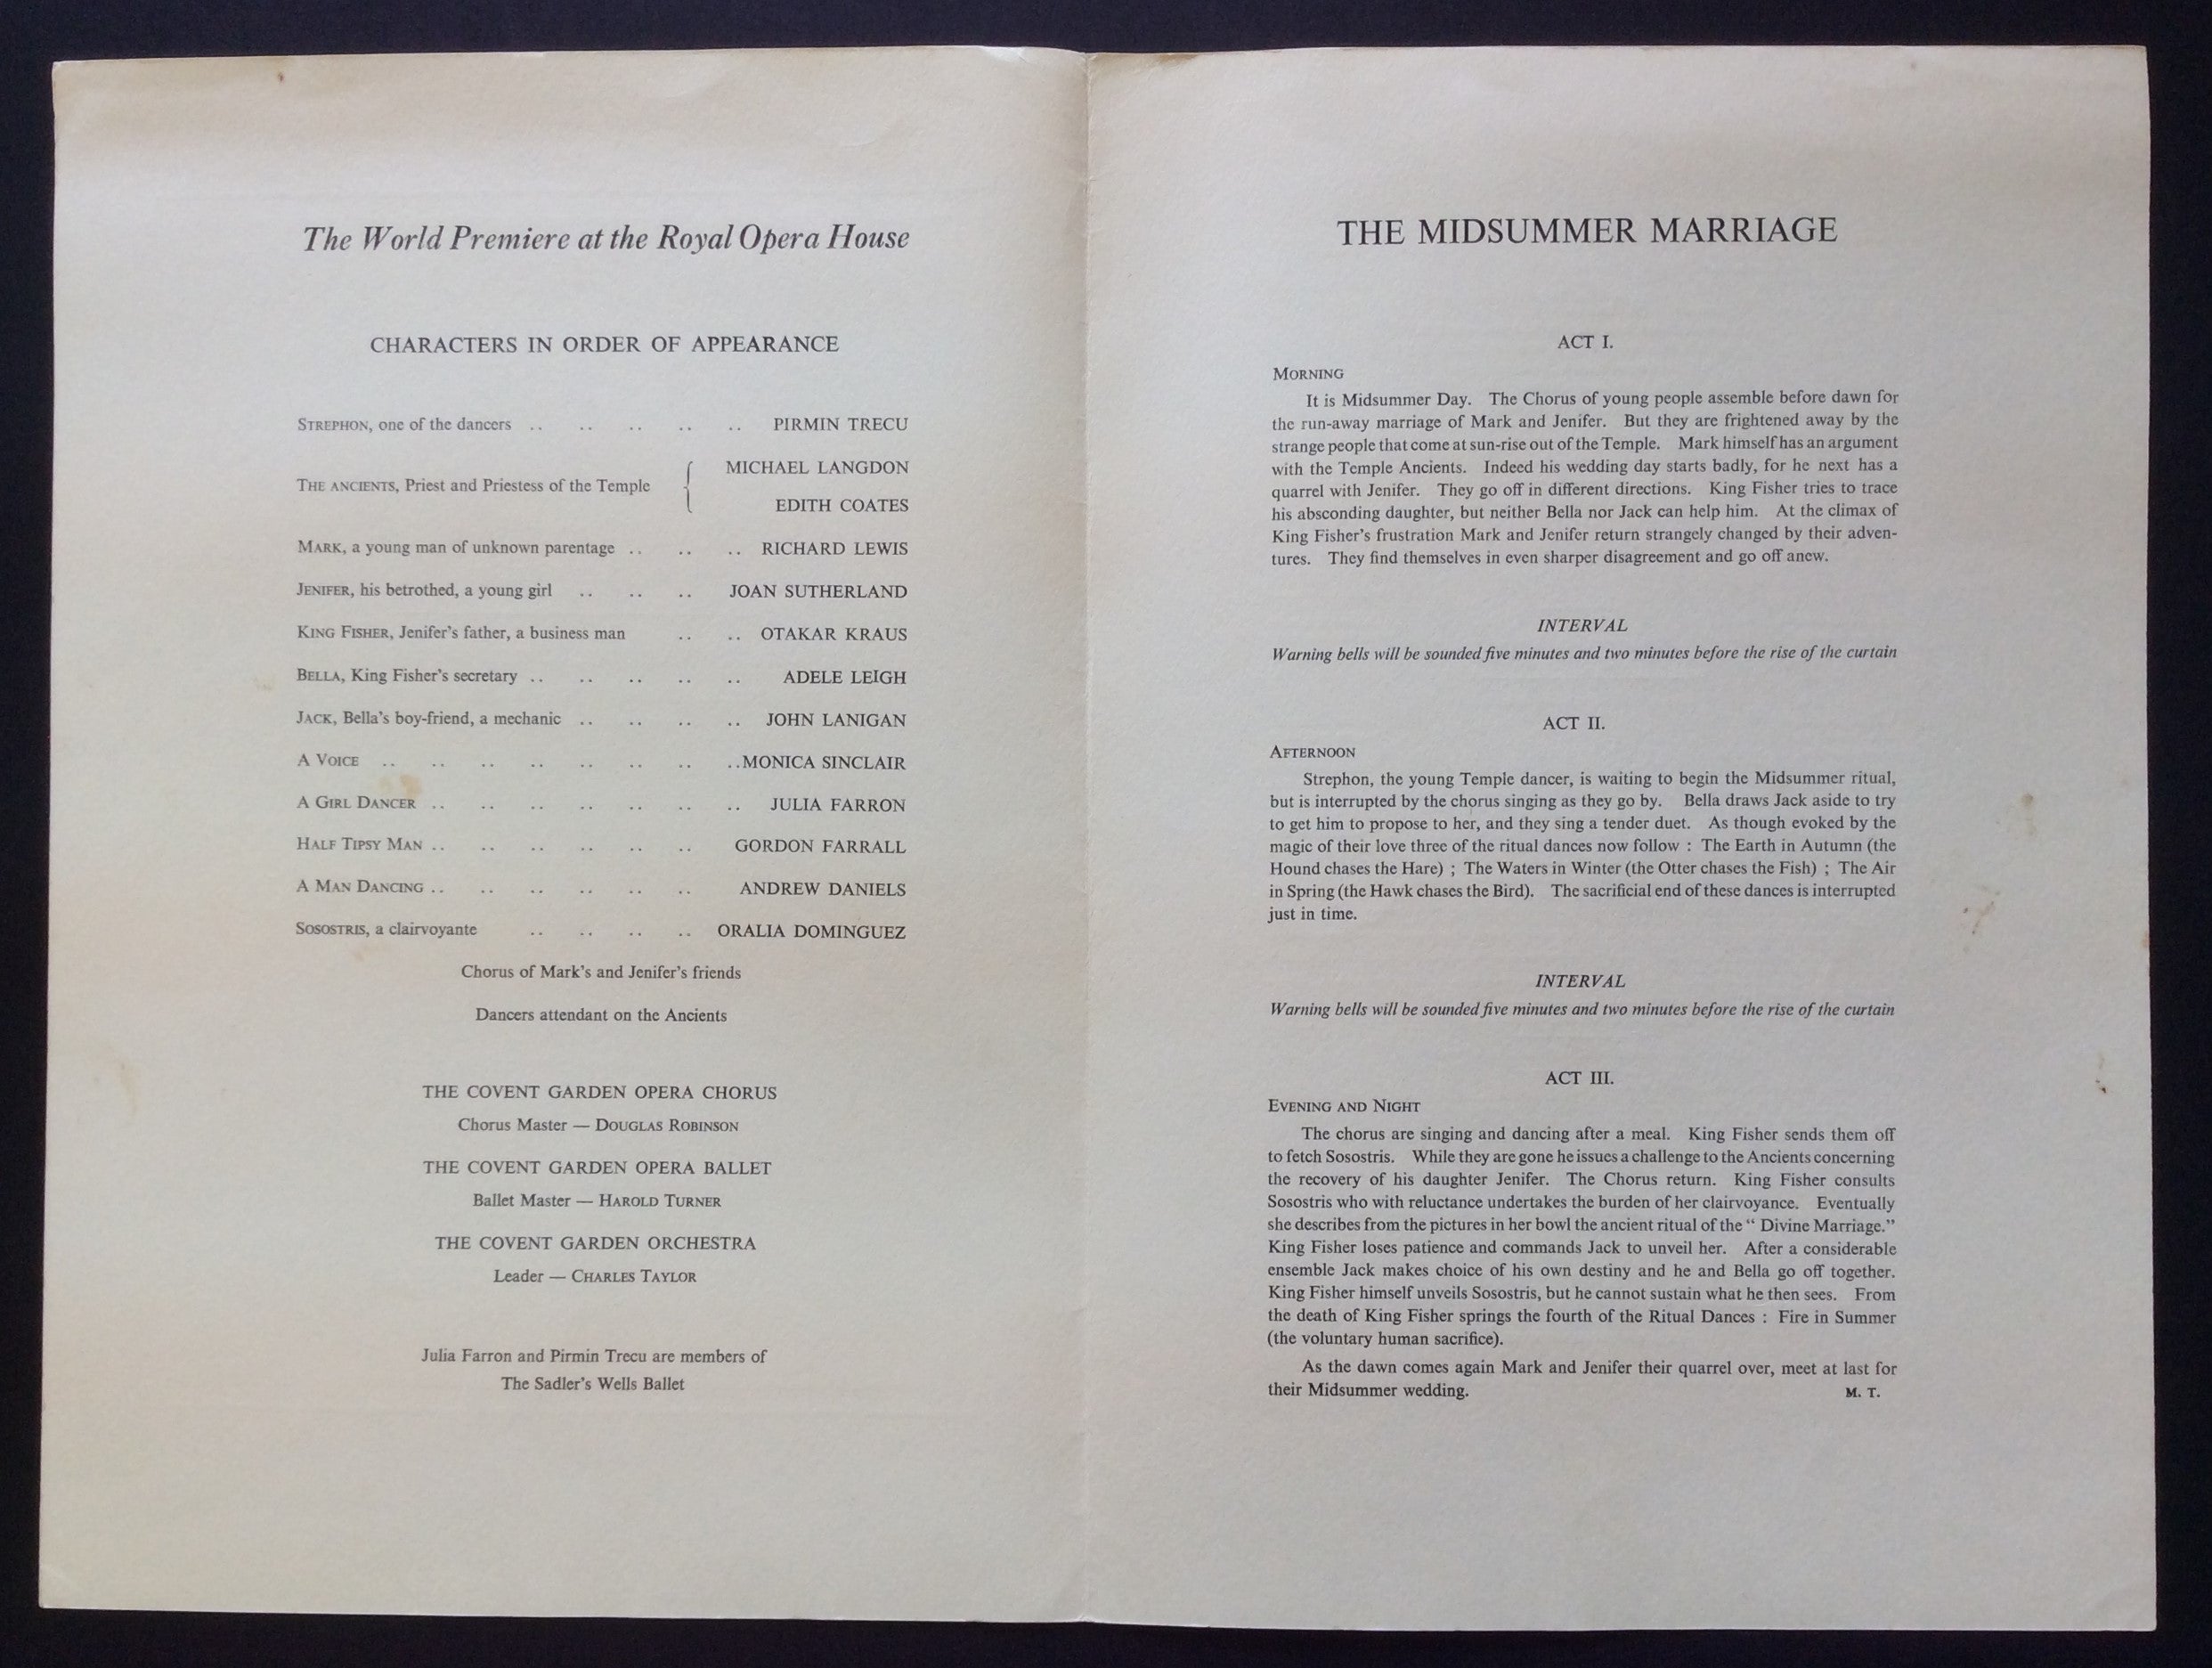 The World Premiere at the Royal Opera House
CHARACTERS IN ORDER OF APPEARANCE
STREPHON, one of the dancers .. .. .. .. .. PIRMIN TRECU
THE ANCIENTS, Priest and Priestess of the Temple { MICHAEL LANGDON
EDITH COATES
MARK, a young man of unknown parentage .. .. .. RICHARD LEWIS
JENIFER, his betrothed, a young girl .. .. .. JOAN SUTHERLAND
KING FISHER, Jenifer's father, a business man .. .. OTAKAR KRAUS
BELLA, King Fisher's secretary .. .. .. .. .. ADELE LEIGH
JACK, Bella's boy-friend, a mechanic .. .. .. .. JOHN LANIGAN
A VOICE .. .. .. .. .. .. .. .. MONICA SINCLAIR
A GIRL DANCER .. .. .. .. .. .. .. JULIA FARRON
HALF TIPSY MAN .. .. .. .. .. .. GORDON FARRALL
A MAN DANCING .. .. .. .. .. .. ANDREW DANIELS
SOSOSTRIS, a clairvoyante .. .. .. .. ORALIA DOMINGUEZ
Chorus of Mark's and Jenifer's friends
Dancers attendant on the Ancients
THE COVENT GARDEN OPERA CHORUS
Chorus Master — DOUGLAS ROBINSON
THE COVENT GARDEN OPERA BALLET
Ballet Master — HAROLD TURNER
THE COVENT GARDEN ORCHESTRA
Leader — CHARLES TAYLOR
Julia Farron and Pirmin Trecu are members of
The Sadler's Wells Ballet
THE MIDSUMMER MARRIAGE
ACT I.
MORNING
It is Midsummer Day. The Chorus of young people assemble before dawn for
the run-away marriage of Mark and Jenifer. But they are frightened away by the
strange people that come at sun-rise out of the Temple. Mark himself has an argument
with the Temple Ancients. Indeed his wedding day starts badly, for he next has a
quarrel with Jenifer. They go off in different directions. King Fisher tries to trace
his absconding daughter, but neither Bella nor Jack can help him. At the climax of
King Fisher's frustration Mark and Jenifer return strangely changed by their adven-
tures. They find themselves in even sharper disagreement and go off anew.
INTERVAL
Warning bells will be sounded five minutes and two minutes before the rise of the curtain
ACT II.
AFTERNOON
Strephon, the young Temple dancer, is waiting to begin the Midsummer ritual,
but is interrupted by the chorus singing as they go by. Bella draws Jack aside to try
to get him to propose to her, and they sing a tender duet. As though evoked by the
magic of their love three of the ritual dances now follow : The Earth in Autumn (the
Hound chases the Hare) ; The Waters in Winter (the Otter chases the Fish) ; The Air
in Spring (the Hawk chases the Bird). The sacrificial end of these dances is interrupted
just in time.
INTERVAL
Warning bells will be sounded five minutes and two minutes before the rise of the curtain
ACT III.
EVENING AND NIGHT
The chorus are singing and dancing after a meal. King Fisher sends them off
to fetch Sosostris. While they are gone he issues a challenge to the Ancients concerning
the recovery of his daughter Jenifer. The Chorus return. King Fisher consults
Sosostris who with reluctance undertakes the burden of her clairvoyance. Eventually
she describes from the pictures in her bowl the ancient ritual of the “ Divine Marriage.”
King Fisher loses patience and commands Jack to unveil her. After a considerable
ensemble Jack makes choice of his own destiny and he and Bella go off together.
King Fisher himself unveils Sosostris, but he cannot sustain what he then sees. From
the death of King Fisher springs the fourth of the Ritual Dances : Fire in Summer
(the voluntary human sacrifice).
As the dawn comes again Mark and Jenifer their quarrel over, meet at last for
their Midsummer wedding. M. T.